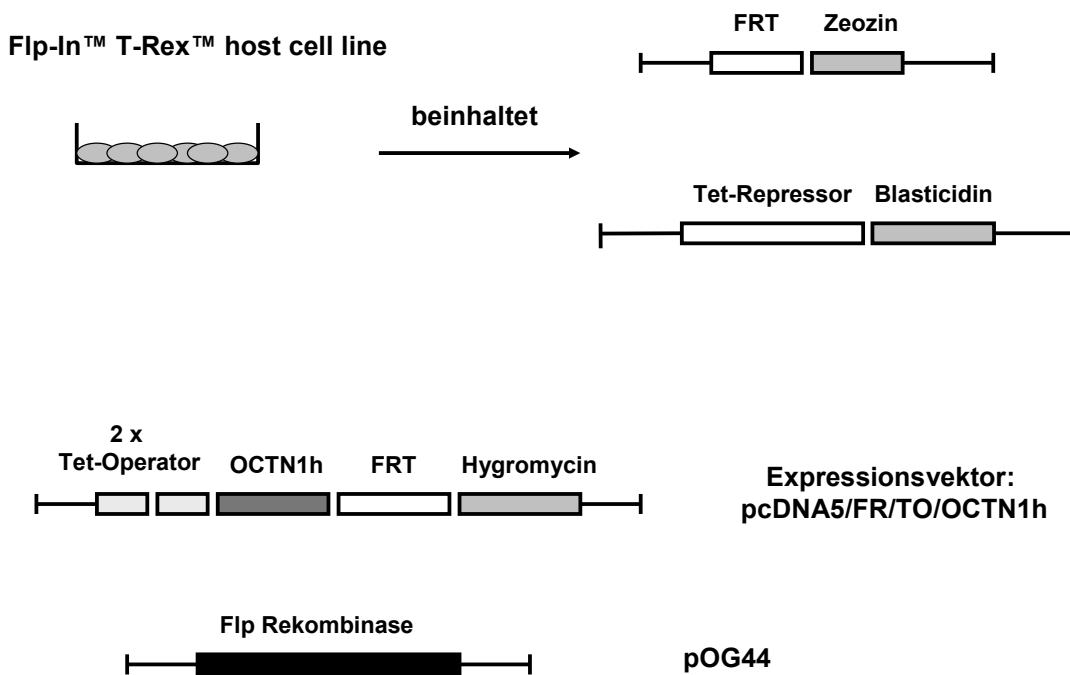 Flp-In™ T-Rex™ host cell line
beinhaltet
FRT Zeozin
Tet-Repressor Blasticidin
2 x
Tet-Operator OCTN1h FRT Hygromycin
Expressionsvektor:
pcDNA5/FR/TO/OCTN1h
Flp Rekombinase
pOG44